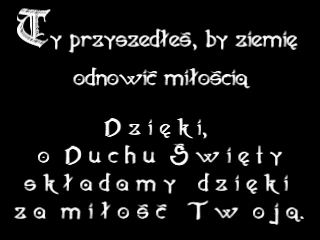 Ty przyszedłeś, by ziemię
odnowić miłością
Dzięki,
o Duchu Święty
składamy dzięki
za miłość Twoją.